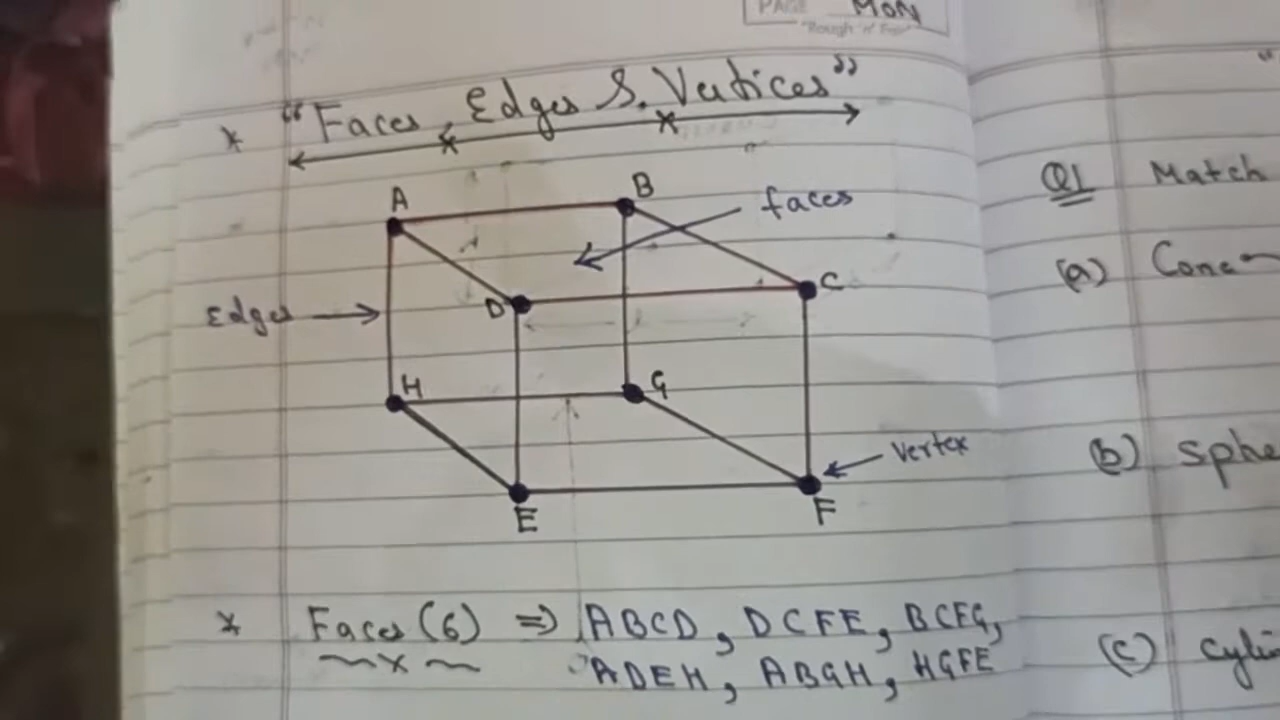 PAGE MON
"Rough 'n' Fair"
* "Faces, Edges & Vertices"
A
B
faces
C
D
Edges
H
G
Vertex
E
F
* Faces (6) ⇒ ABCD, DCFE, BCFG,
ADEH, ABGH, HGFE
Q1 Match
(a) Cone
(b) Sphe
(c) Cyli